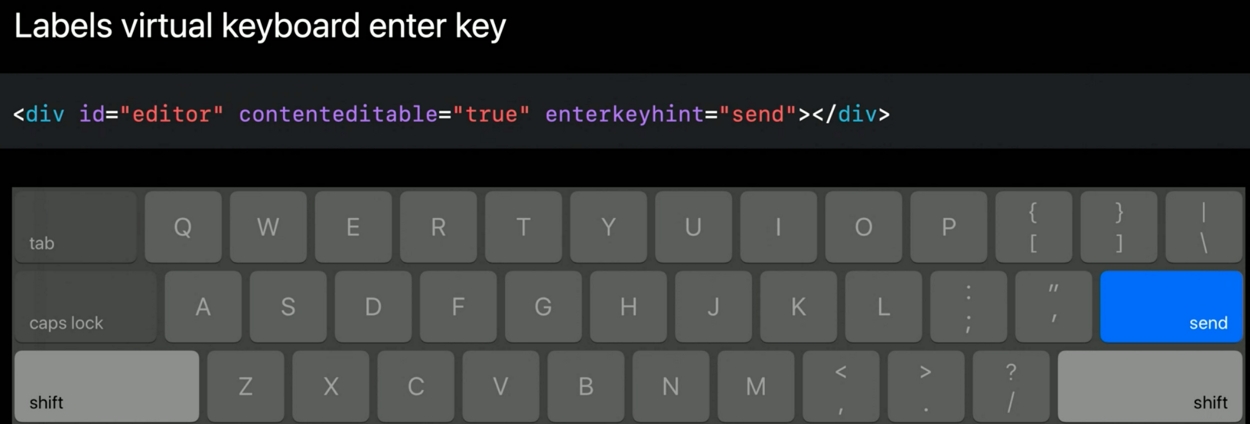 Labels virtual keyboard enter key
<div id="editor" contenteditable="true" enterkeyhint="send"></div>
tab Q W E R T Y U I O P { [ } ] | \
caps lock A S D F G H J K L : ; " ' send
shift Z X C V B N M < , > . ? / shift